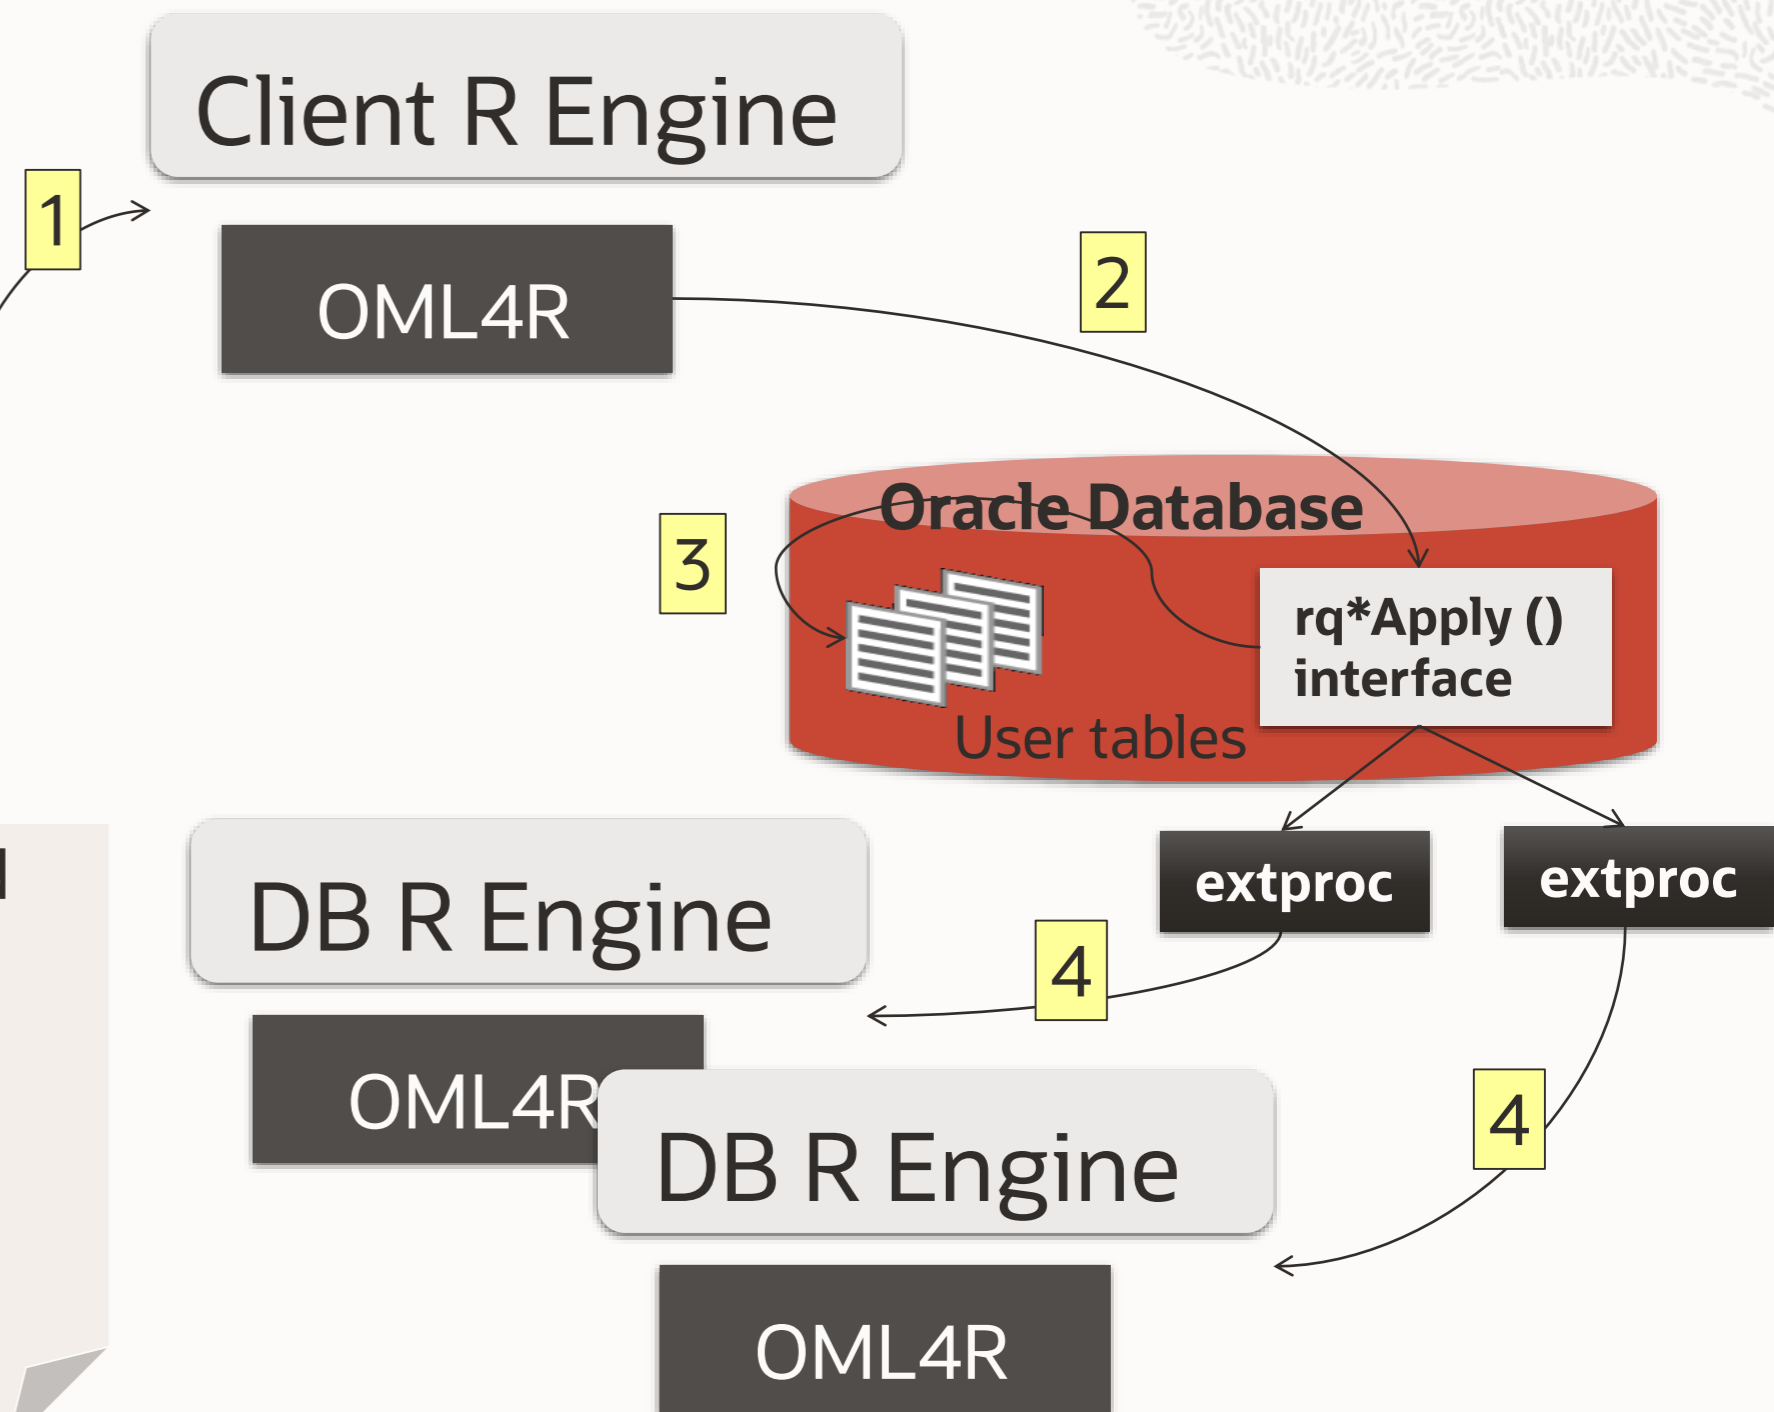 Client R Engine
1
OML4R
2
Oracle Database
3
rq*Apply ()
interface
User tables
extproc
extproc
DB R Engine
4
OML4R
4
DB R Engine
OML4R